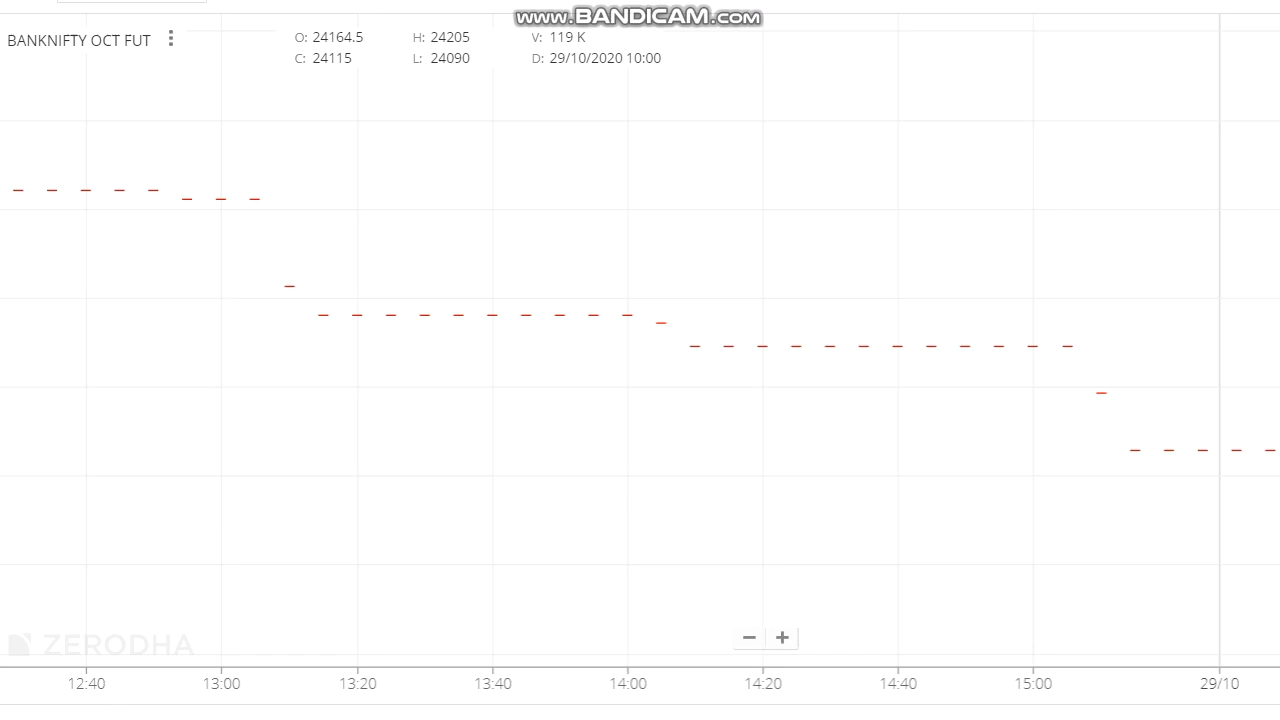 www.BANDICAM.com
BANKNIFTY OCT FUT
O: 24164.5 H: 24205 V: 119 K
C: 24115 L: 24090 D: 29/10/2020 10:00
ZERODHA
12:40 13:00 13:20 13:40 14:00 14:20 14:40 15:00 29/10